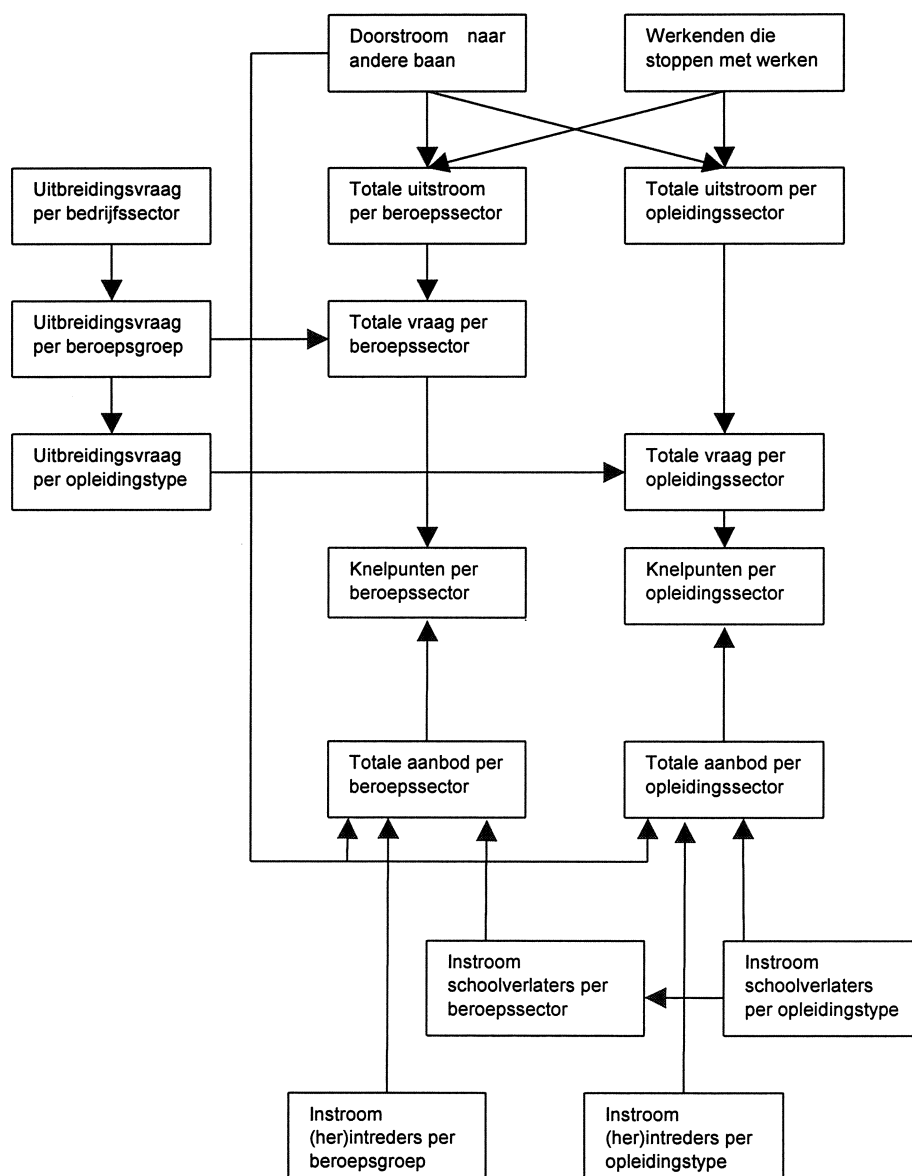 Doorstroom naar
andere baan
Werkenden die
stoppen met werken
Uitbreidingsvraag
per bedrijfssector
Totale uitstroom
per beroepssector
Totale uitstroom per
opleidingssector
Uitbreidingsvraag
per beroepsgroep
Totale vraag per
beroepssector
Uitbreidingsvraag
per opleidingstype
Totale vraag per
opleidingssector
Knelpunten per
beroepssector
Knelpunten per
opleidingssector
Totale aanbod per
beroepssector
Totale aanbod per
opleidingssector
Instroom
schoolverlaters per
beroepssector
Instroom
schoolverlaters
per opleidingstype
Instroom
(her)intreders per
beroepsgroep
Instroom
(her)intreders per
opleidingstype